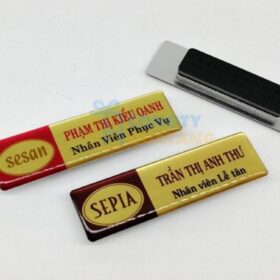 sesan
PHẠM THỊ KIỀU OANH
Nhân Viên Phục Vụ
SEPIA
TRẦN THỊ ANH THƯ
Nhân viên Lễ tân